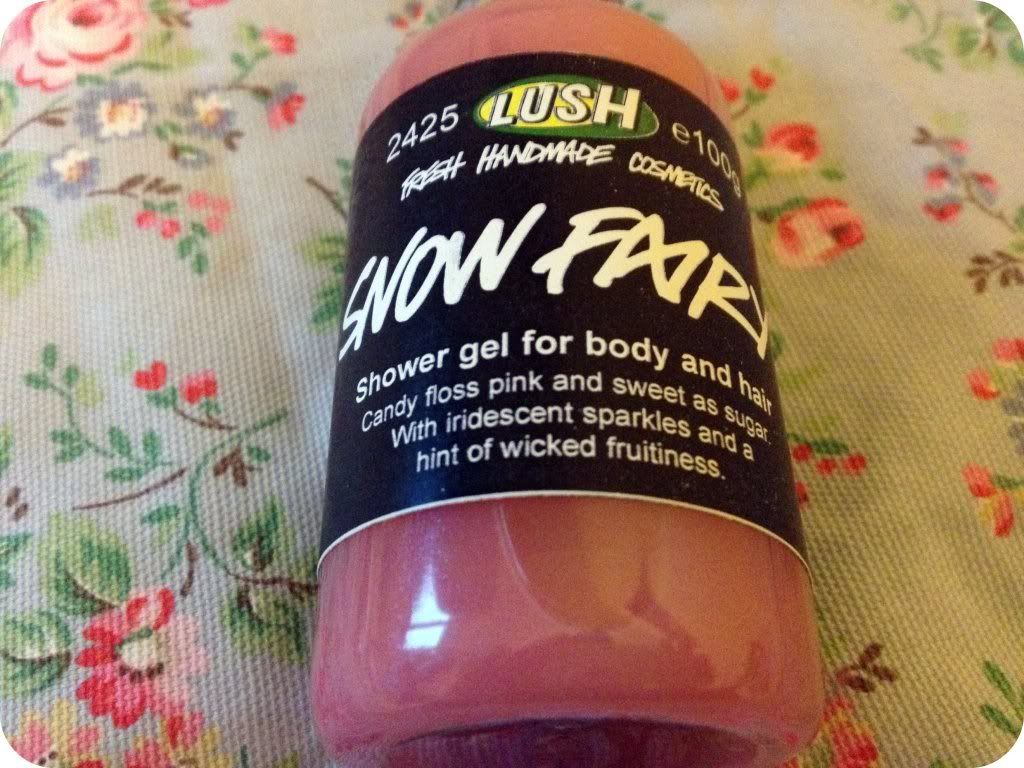 2425 LUSH e100g
FRESH HANDMADE COSMETICS
SNOW FAIRY
Shower gel for body and hair
Candy floss pink and sweet as sugar.
With iridescent sparkles and a
hint of wicked fruitiness.